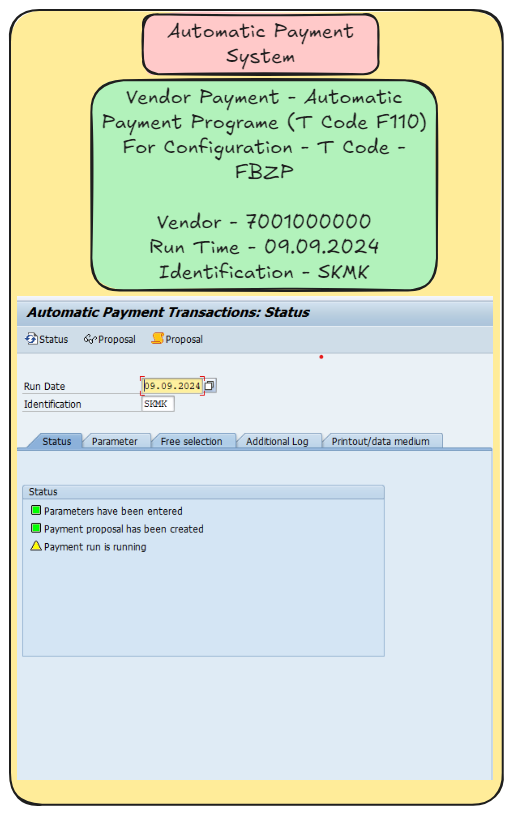 Automatic Payment
System
Vendor Payment - Automatic
Payment Programe (T Code F110)
For Configuration - T Code -
FBZP
Vendor - 7001000000
Run Time - 09.09.2024
Identification - SKMK
Automatic Payment Transactions: Status
Status Proposal Proposal
Run Date 09.09.2024
Identification SKMK
Status Parameter Free selection Additional Log Printout/data medium
Status
Parameters have been entered
Payment proposal has been created
Payment run is running